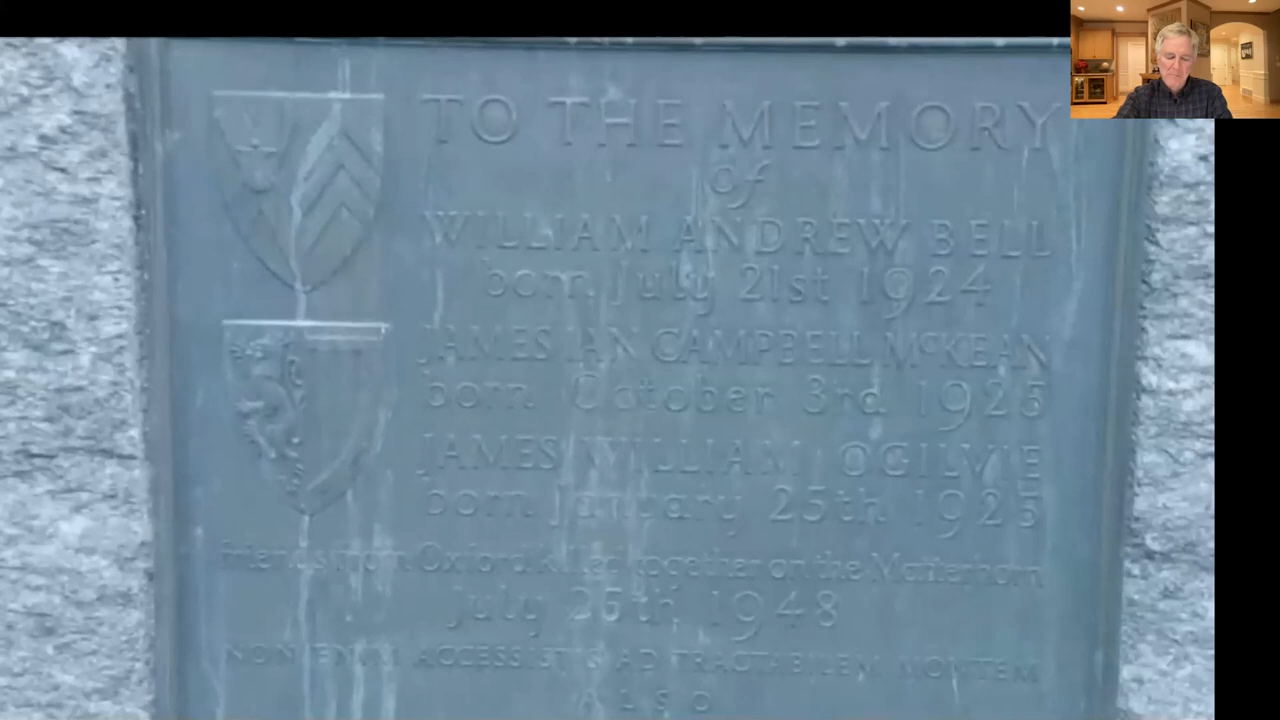 TO THE MEMORY
of
WILLIAM ANDREW BELL
born July 21st 1924
JAMES IAN CAMPBELL McKEAN
born October 3rd 1925
JAMES WILLIAM OGILVIE
born January 25th 1925
friends from Oxford killed together on the Matterhorn
July 26th 1948
NON ENIM ACCESSISTIS AD TRACTABILEM MONTEM
ALSO